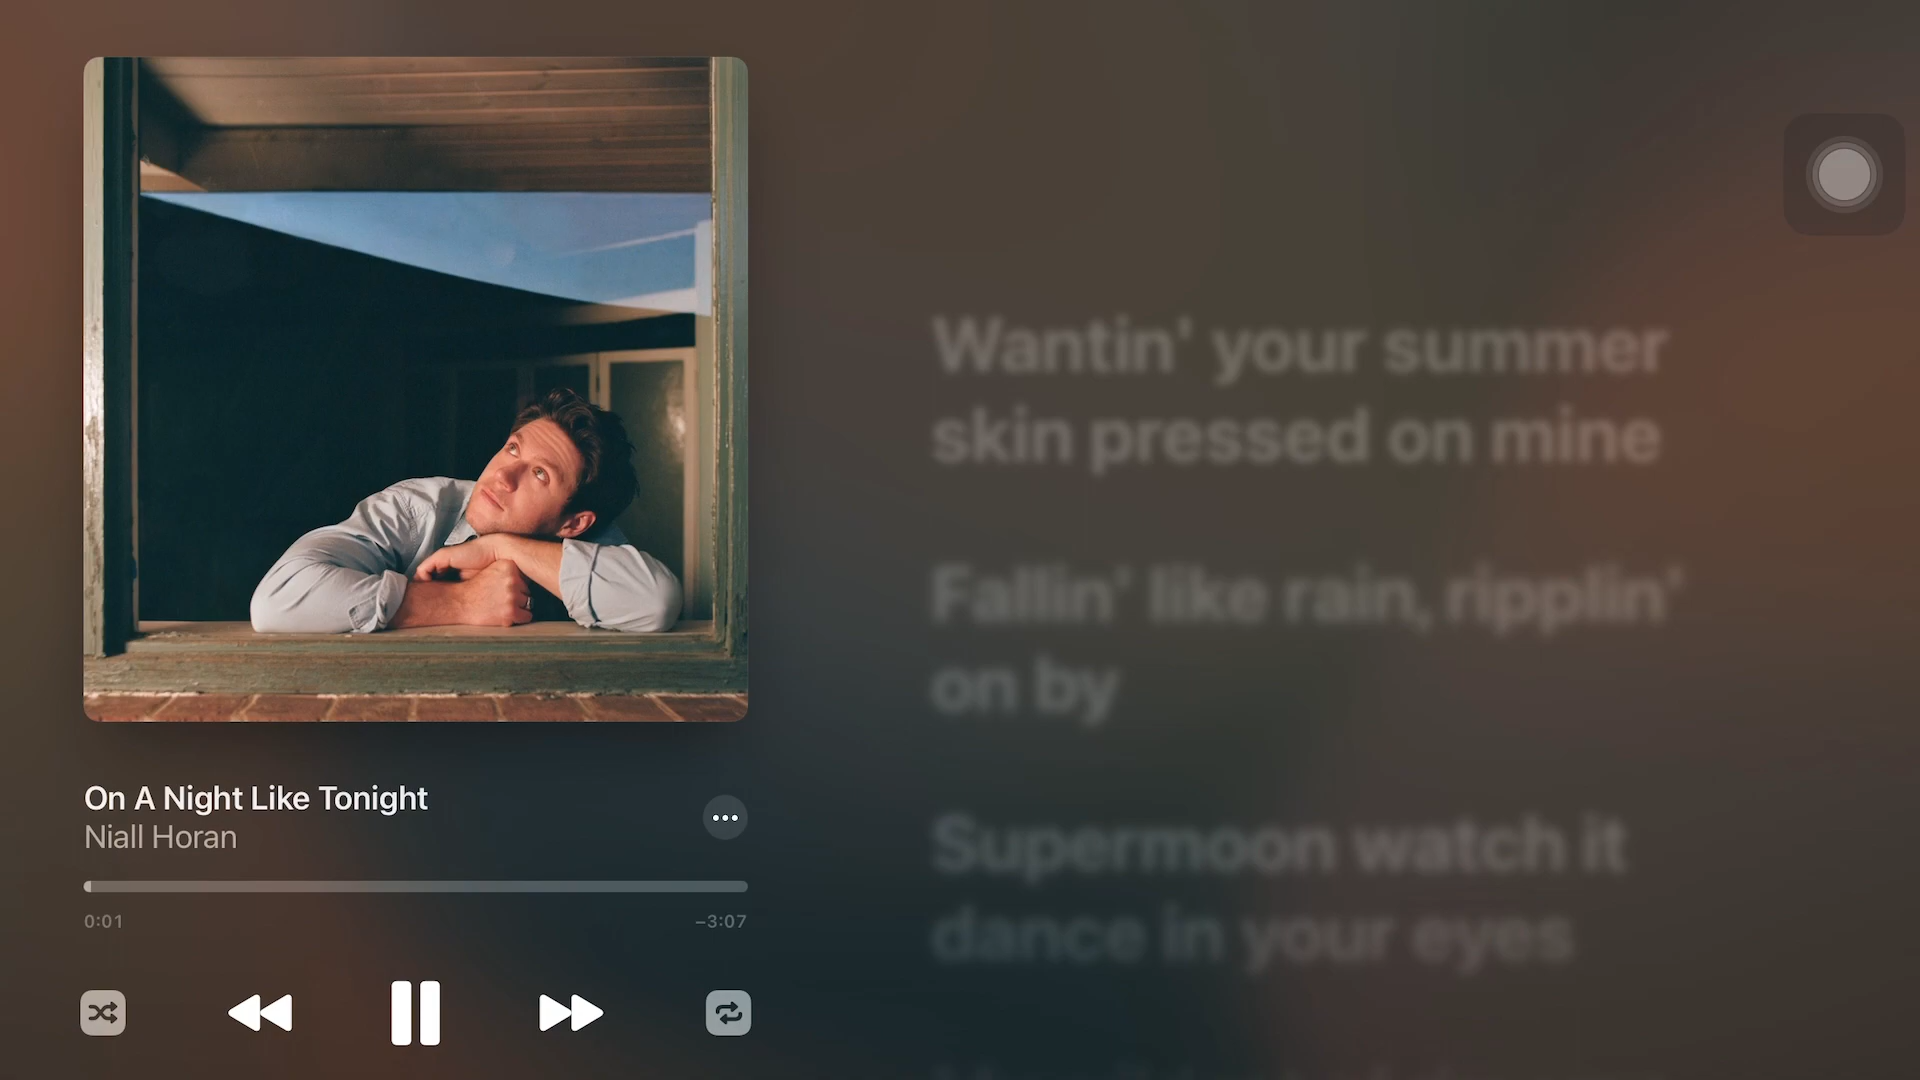 On A Night Like Tonight
Niall Horan
0:01
−3:07
Wantin' your summer
skin pressed on mine
Fallin' like rain, ripplin'
on by
Supermoon watch it
dance in your eyes